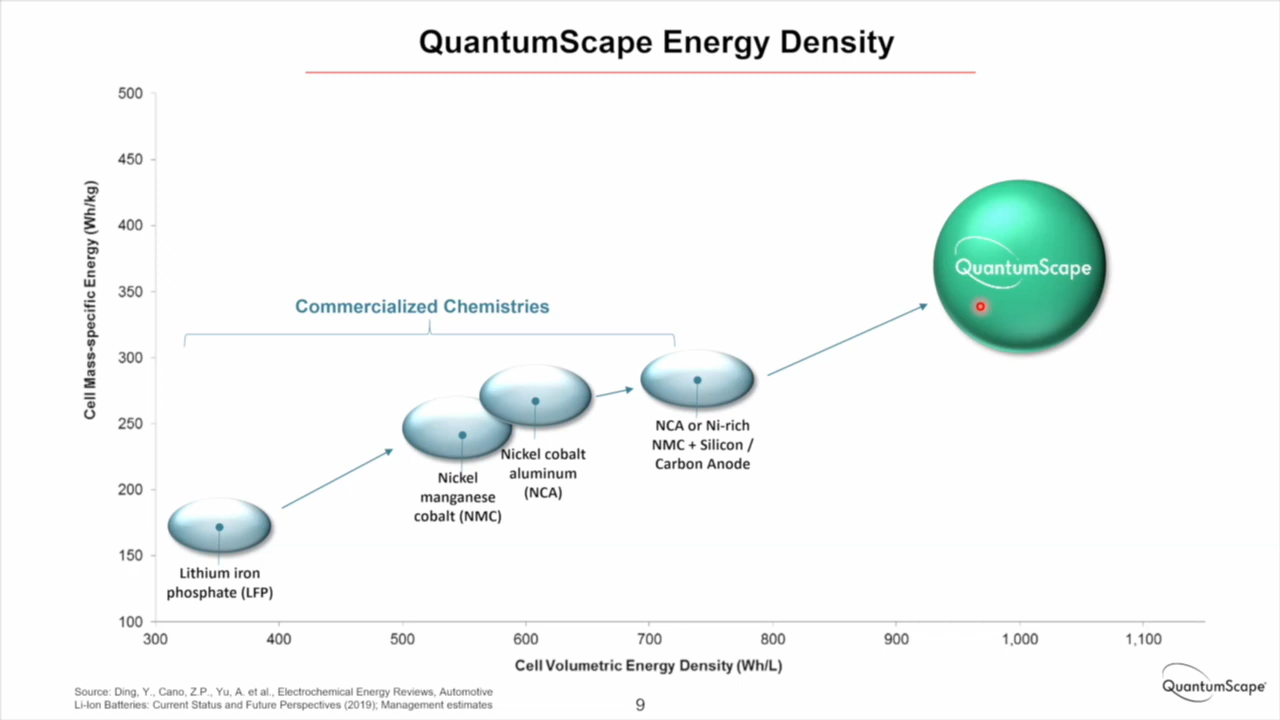 QuantumScape Energy Density
500
450
400
350
300
250
200
150
100
Cell Mass-specific Energy (Wh/kg)
Commercialized Chemistries
QuantumScape
NCA or Ni-rich
NMC + Silicon /
Carbon Anode
Nickel cobalt
aluminum
(NCA)
Nickel
manganese
cobalt (NMC)
Lithium iron
phosphate (LFP)
300
400
500
600
700
800
900
1,000
1,100
Cell Volumetric Energy Density (Wh/L)
Source: Ding, Y., Cano, Z.P., Yu, A. et al., Electrochemical Energy Reviews, Automotive
Li-Ion Batteries: Current Status and Future Perspectives (2019); Management estimates
9
QuantumScape